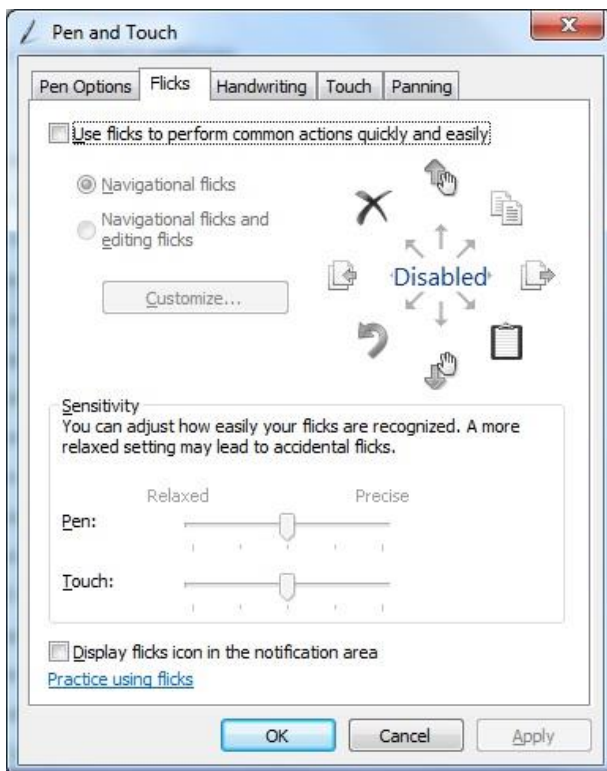 Pen and Touch
Pen Options Flicks Handwriting Touch Panning
Use flicks to perform common actions quickly and easily
Navigational flicks
Navigational flicks and
editing flicks
Disabled
Customize...
Sensitivity
You can adjust how easily your flicks are recognized. A more
relaxed setting may lead to accidental flicks.
Relaxed Precise
Pen:
Touch:
Display flicks icon in the notification area
Practice using flicks
OK Cancel Apply